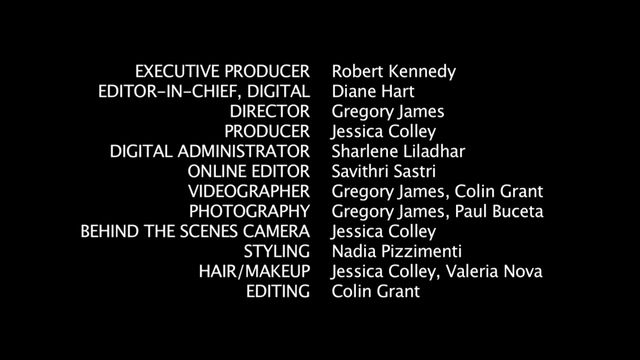 EXECUTIVE PRODUCER Robert Kennedy
EDITOR-IN-CHIEF, DIGITAL Diane Hart
DIRECTOR Gregory James
PRODUCER Jessica Colley
DIGITAL ADMINISTRATOR Sharlene Liladhar
ONLINE EDITOR Savithri Sastri
VIDEOGRAPHER Gregory James, Colin Grant
PHOTOGRAPHY Gregory James, Paul Buceta
BEHIND THE SCENES CAMERA Jessica Colley
STYLING Nadia Pizzimenti
HAIR/MAKEUP Jessica Colley, Valeria Nova
EDITING Colin Grant